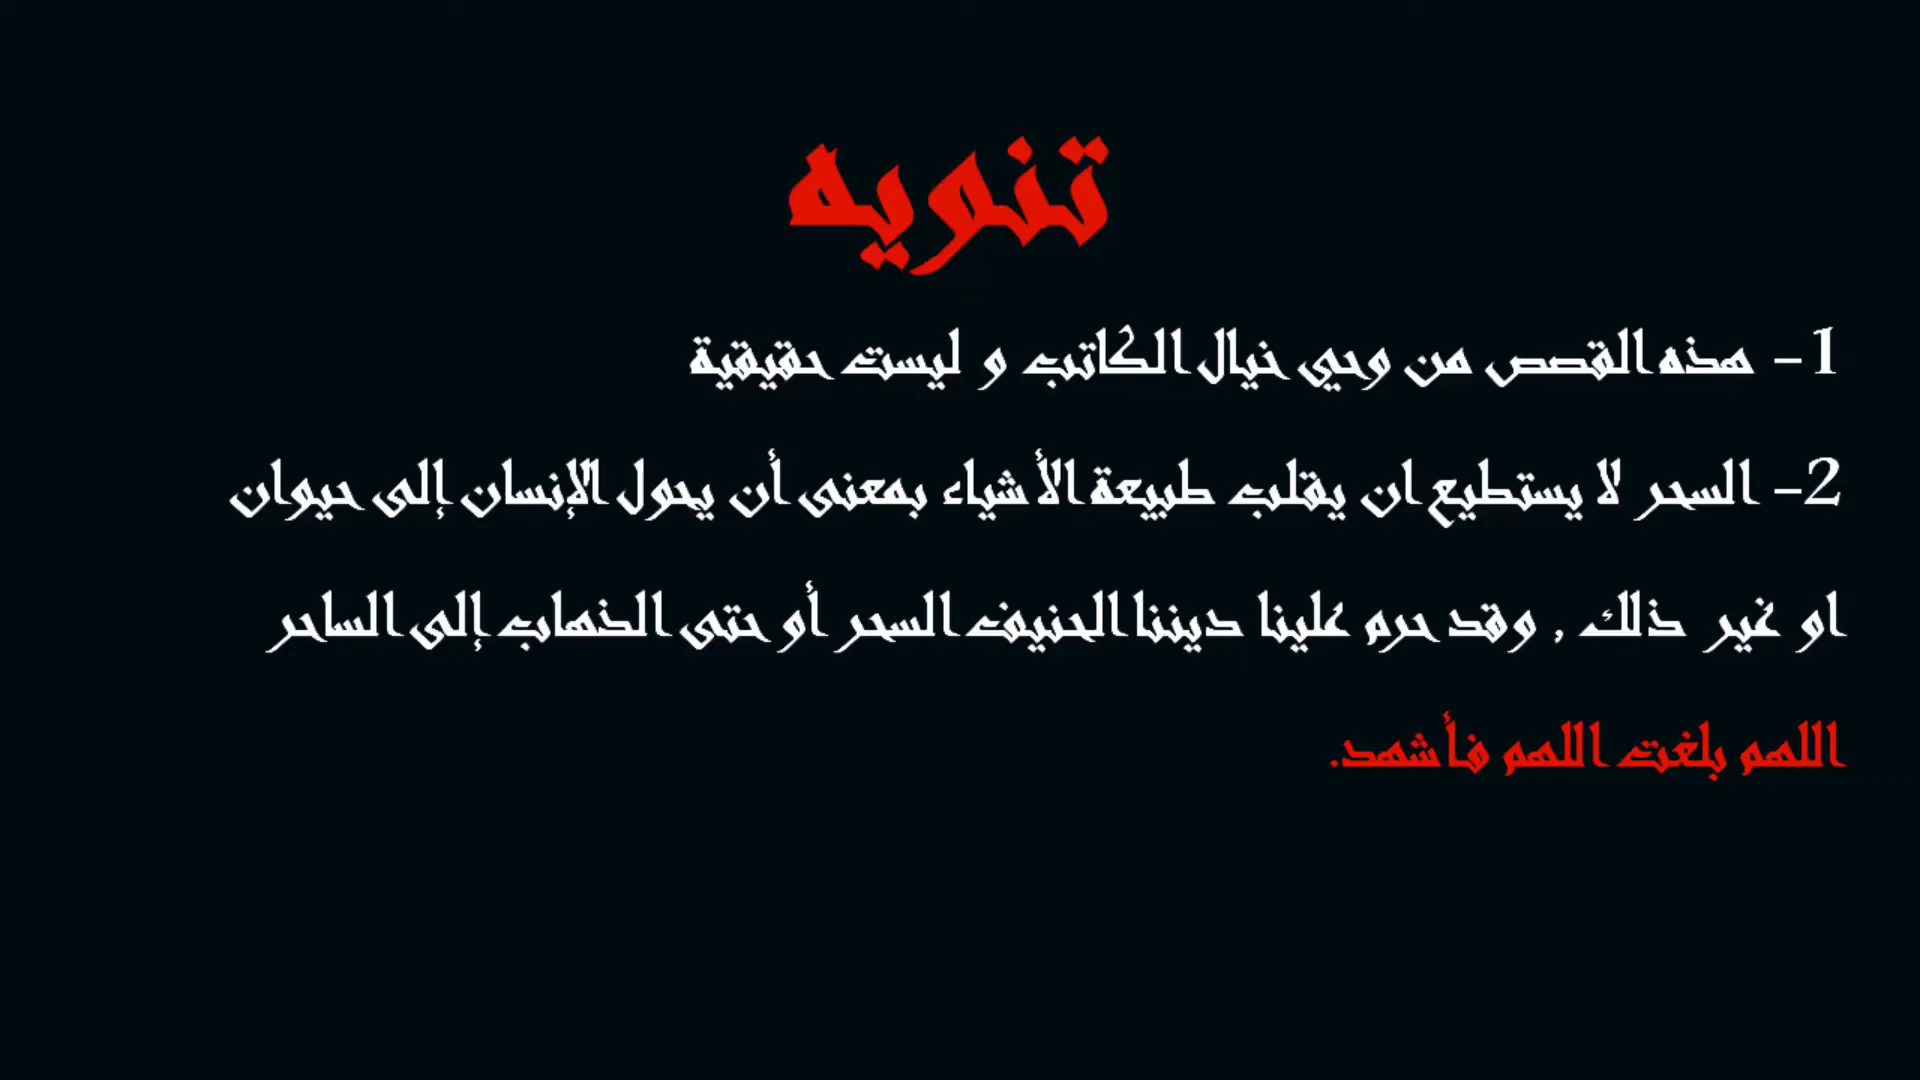 تنويه
1- هذه القصص من وحي خيال الكاتب و ليست حقيقية
2- السحر لا يستطيع ان يقلب طبيعة الأشياء بمعنى أن يحول الإنسان إلى حيوان
او غير ذلك , وقد حرم علينا ديننا الحنيف السحر أو حتى الذهاب إلى الساحر
اللهم بلغت اللهم فأشهد.